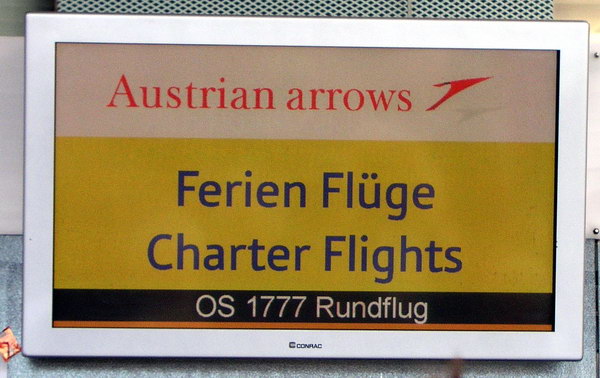 Austrian arrows
Ferien Flüge
Charter Flights
OS 1777 Rundflug
CONRAC